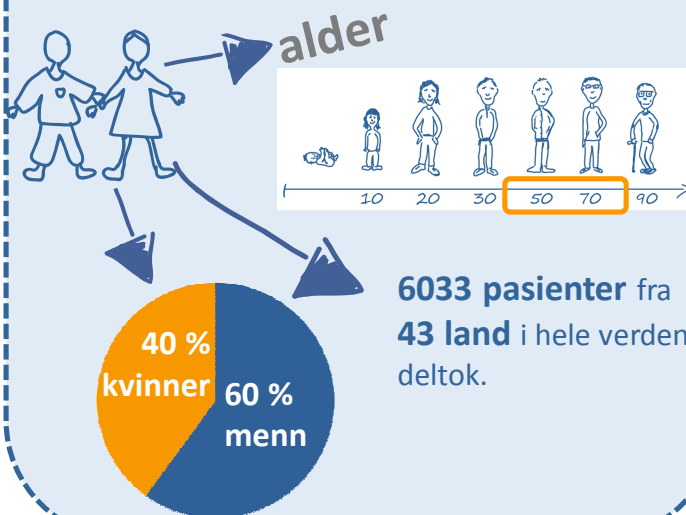 alder
10 20 30 50 70 90
40 %
kvinner
60 %
menn
6033 pasienter fra
43 land i hele verden
deltok.